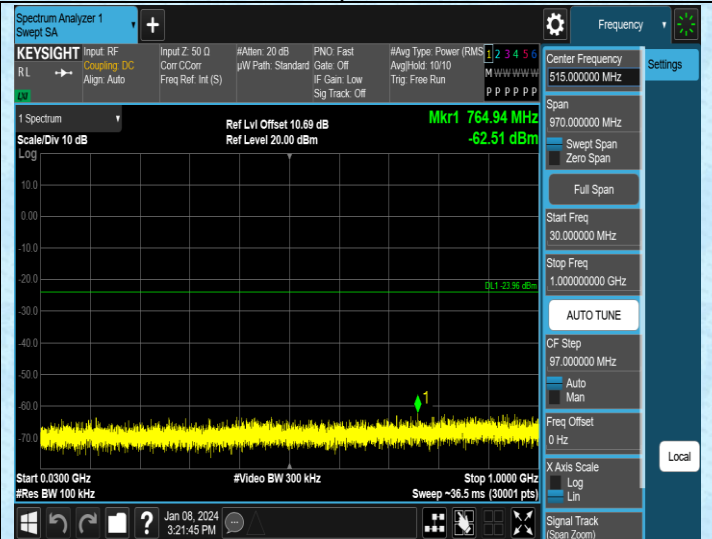 Spectrum Analyzer 1
Swept SA
+
Frequency
KEYSIGHT
RL
LXI
Input: RF
Coupling: DC
Align: Auto
Input Z: 50 Ω
Corr CCorr
Freq Ref: Int (S)
#Atten: 20 dB
µW Path: Standard
PNO: Fast
Gate: Off
IF Gain: Low
Sig Track: Off
#Avg Type: Power (RMS
Avg|Hold: 10/10
Trig: Free Run
1 2 3 4 5 6
M W W W W W
P P P P P P
1 Spectrum
Scale/Div 10 dB
Log
Ref Lvl Offset 10.69 dB
Ref Level 20.00 dBm
Mkr1 764.94 MHz
-62.51 dBm
10.0
0.00
-10.0
-20.0
-30.0
-40.0
-50.0
-60.0
-70.0
DL1 -23.96 dBm
1
Start 0.0300 GHz
#Res BW 100 kHz
#Video BW 300 kHz
Stop 1.0000 GHz
Sweep ~36.5 ms (30001 pts)
?
Jan 08, 2024
3:21:45 PM
Center Frequency
515.000000 MHz
Span
970.000000 MHz
Swept Span
Zero Span
Full Span
Start Freq
30.000000 MHz
Stop Freq
1.000000000 GHz
AUTO TUNE
CF Step
97.000000 MHz
Auto
Man
Freq Offset
0 Hz
X Axis Scale
Log
Lin
Signal Track
(Span Zoom)
Settings
Local